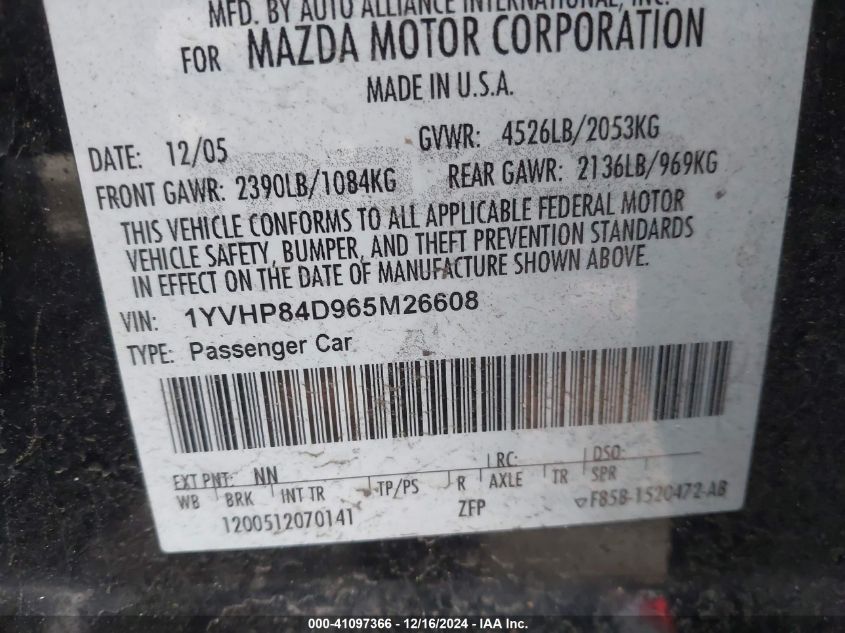 MFD. BY AUTO ALLIANCE INTERNATIONAL, INC.
FOR MAZDA MOTOR CORPORATION
MADE IN U.S.A.
DATE: 12/05 GVWR: 4526LB/2053KG
FRONT GAWR: 2390LB/1084KG REAR GAWR: 2136LB/969KG
THIS VEHICLE CONFORMS TO ALL APPLICABLE FEDERAL MOTOR
VEHICLE SAFETY, BUMPER, AND THEFT PREVENTION STANDARDS
IN EFFECT ON THE DATE OF MANUFACTURE SHOWN ABOVE.
VIN: 1YVHP84D965M26608
TYPE: Passenger Car
EXT PNT: NN RC: DSO:
WB BRK INT TR TP/PS R AXLE TR SPR
1200512070141 ZFP F85B-1520472-AB
000-41097366 - 12/16/2024 - IAA Inc.